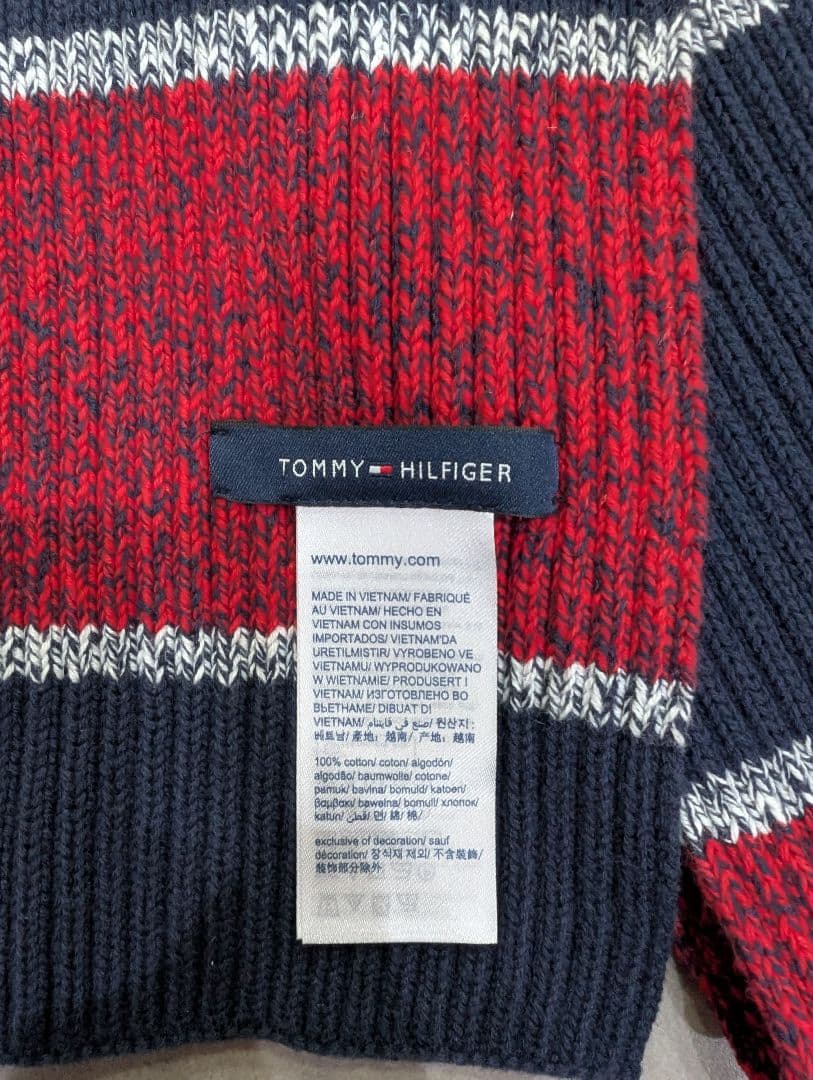 TOMMY HILFIGER
www.tommy.com
MADE IN VIETNAM/ FABRIQUÉ
AU VIETNAM/ HECHO EN
VIETNAM CON INSUMOS
IMPORTADOS/ VIETNAM'DA
URETILMISTIR/ VYROBENO VE
VIETNAMU/ WYPRODUKOWANO
W WIETNAMIE/ PRODUSERT I
VIETNAM/ ИЗГОТОВЛЕНО ВО
ВЬЕТНАМЕ/ DIBUAT DI
VIETNAM/ صنع في فايتنام/ 원산지 :
베트남/ 產地：越南/ 产地：越南
100% cotton/ coton/ algodón/
algodão/ baumwolle/ cotone/
pamuk/ bavlna/ bomuld/ katoen/
βαμβακι/ bawełna/ bomull/ хлопок/
katun/ قطن/ 면/ 綿/ 棉/
exclusive of decoration/ sauf
décoration/ 장식재 제외/ 不含裝飾/
装饰部分除外